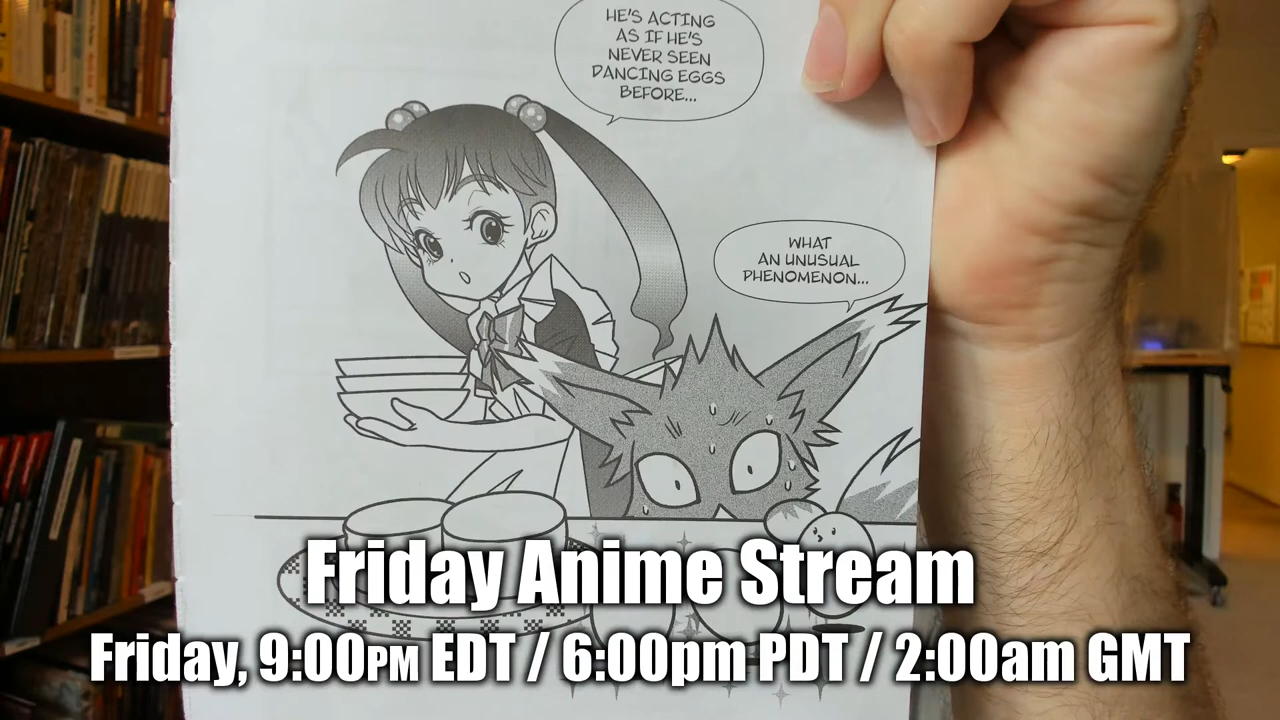 HE'S ACTING
AS IF HE'S
NEVER SEEN
DANCING EGGS
BEFORE...
WHAT
AN UNUSUAL
PHENOMENON...
Friday Anime Stream
Friday, 9:00PM EDT / 6:00pm PDT / 2:00am GMT